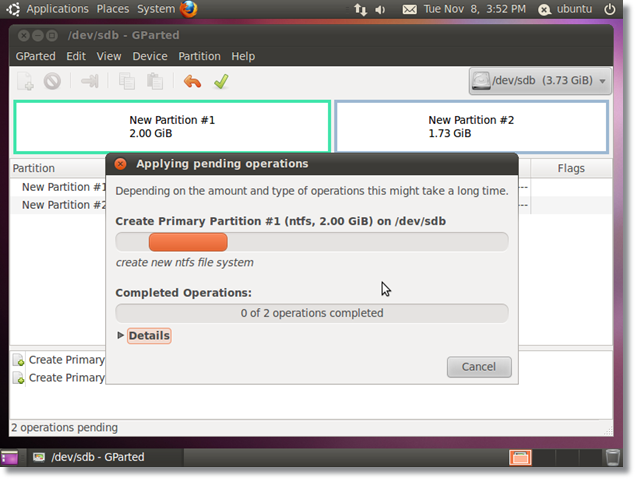 Applications Places System Tue Nov 8, 3:52 PM ubuntu
/dev/sdb - GParted
GParted Edit View Device Partition Help
/dev/sdb (3.73 GiB)
New Partition #1
2.00 GiB
New Partition #2
1.73 GiB
Partition Flags
New Partition #1 ---
New Partition #2 ---
Applying pending operations
Depending on the amount and type of operations this might take a long time.
Create Primary Partition #1 (ntfs, 2.00 GiB) on /dev/sdb
create new ntfs file system
Completed Operations:
0 of 2 operations completed
Details
Cancel
Create Primary
Create Primary
2 operations pending
/dev/sdb - GParted